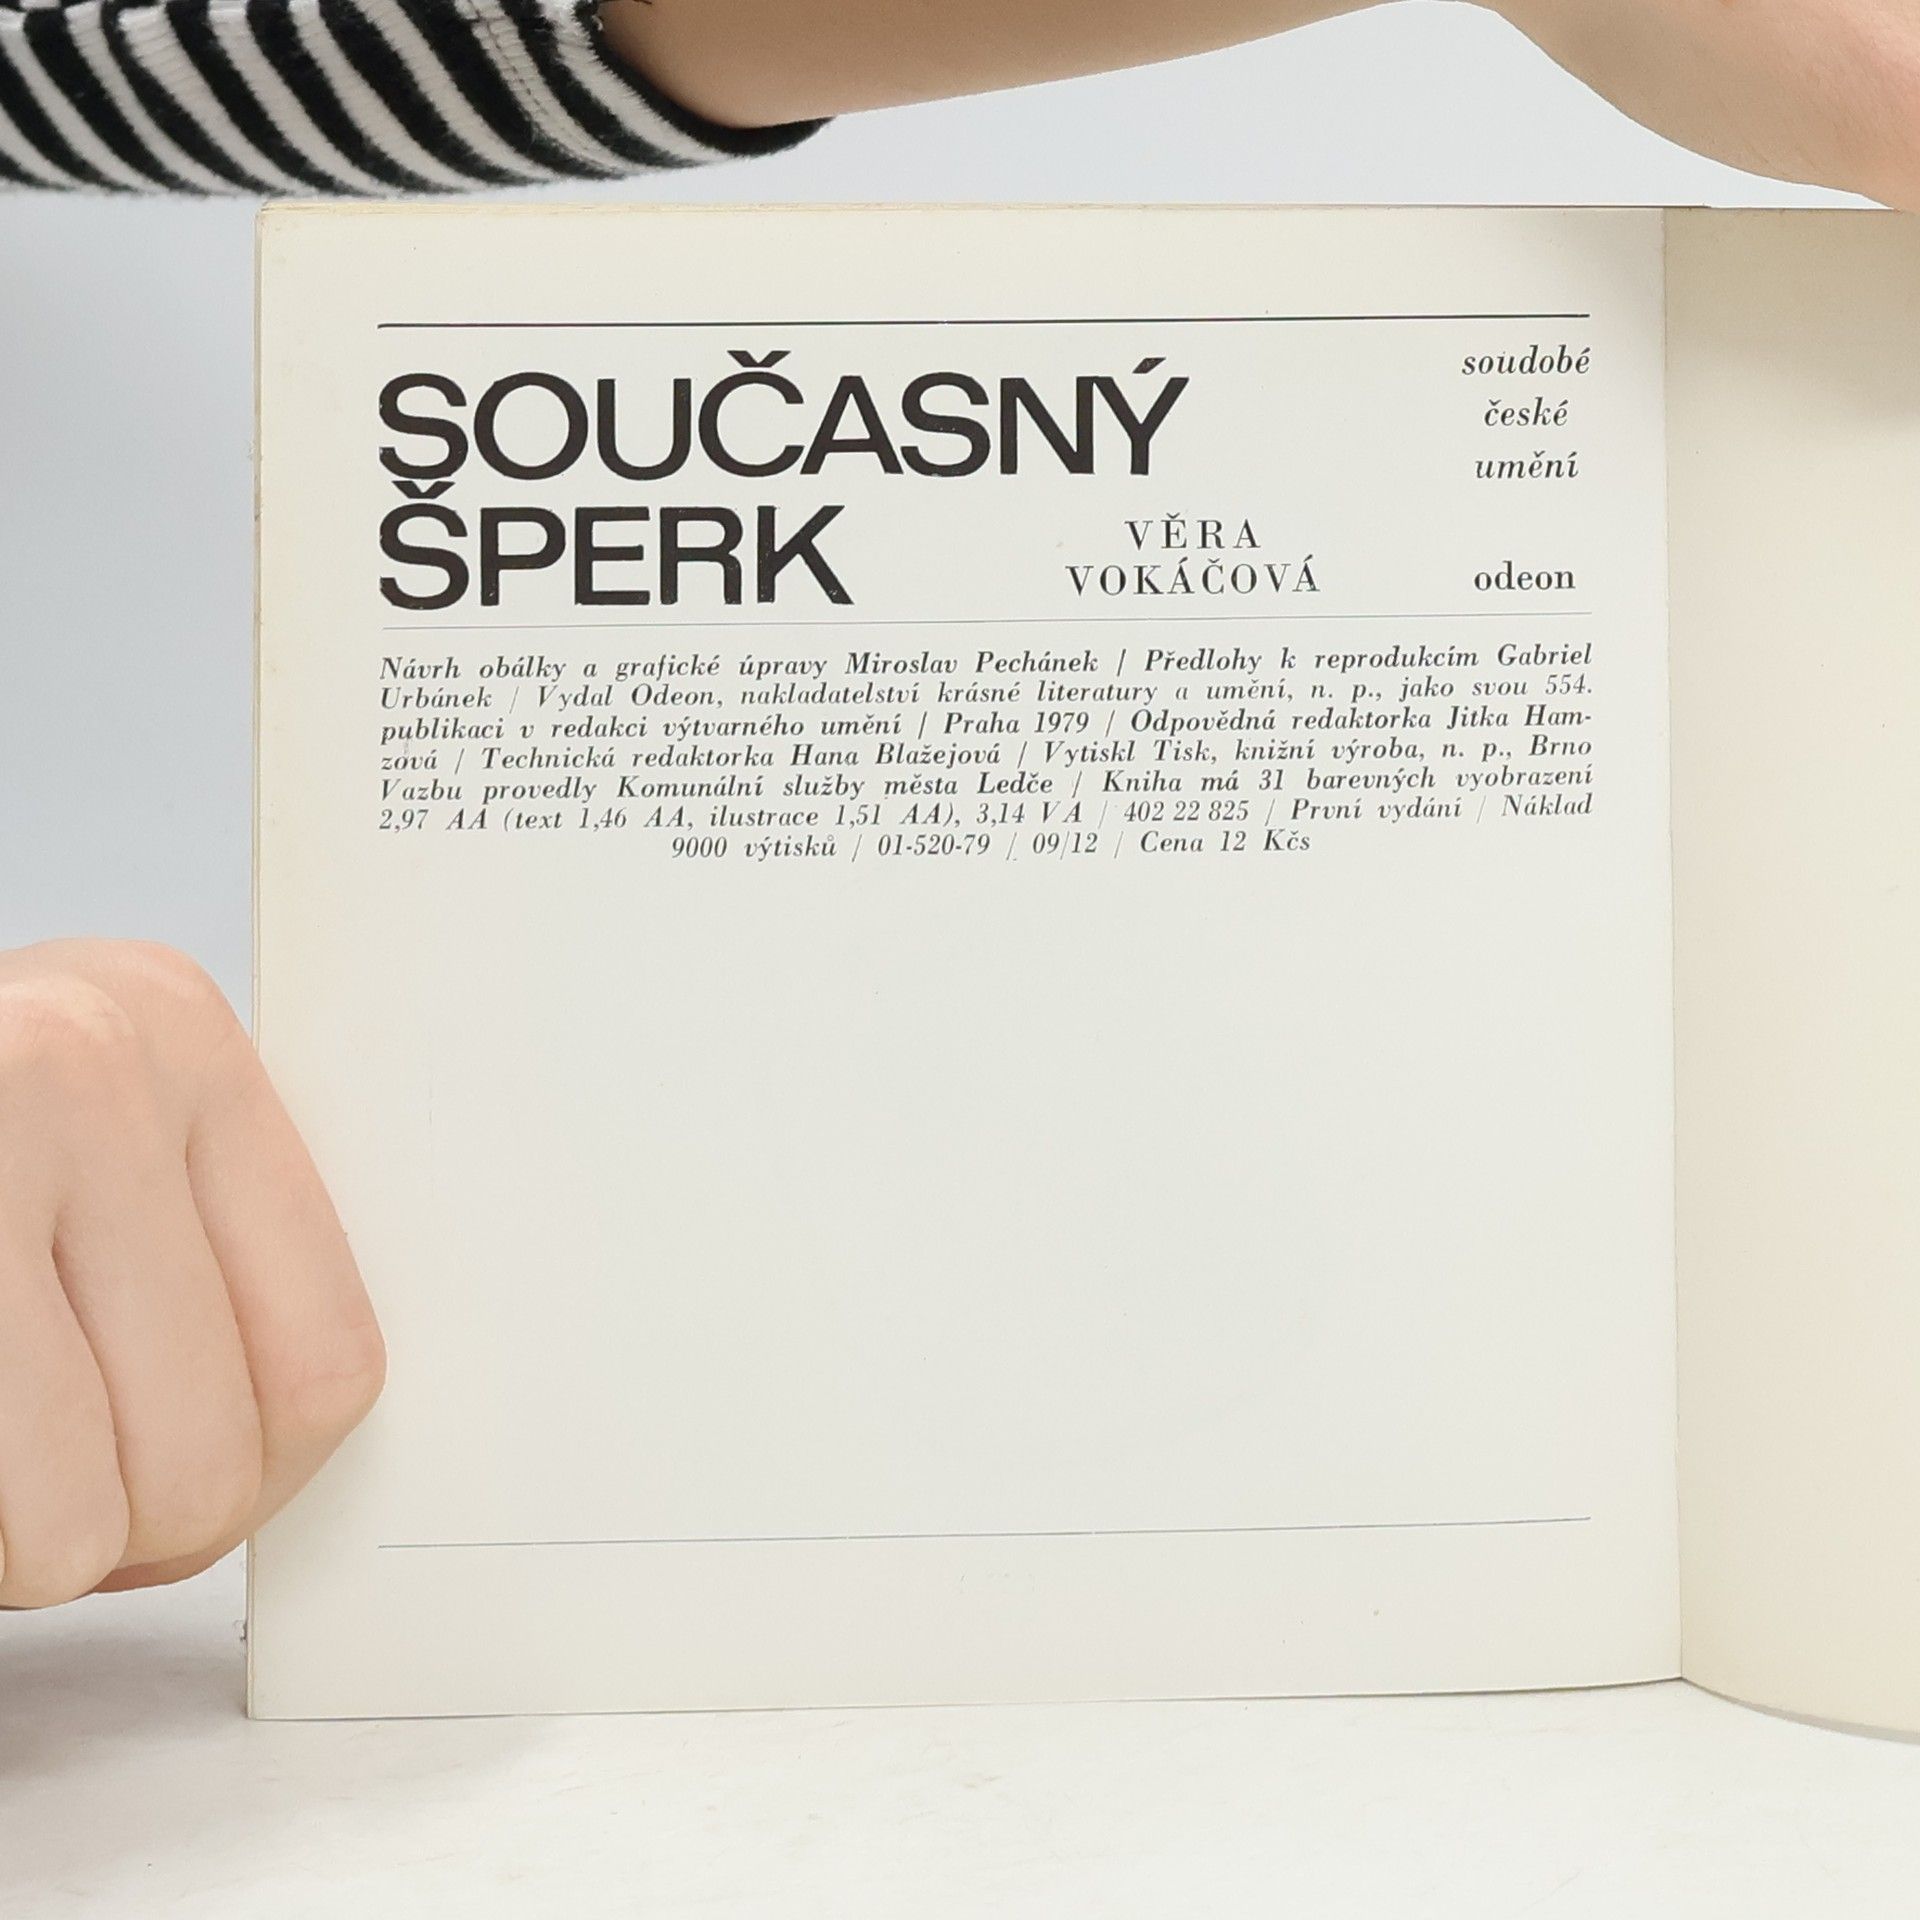 SOUČASNÝ
ŠPERK
VĚRA
VOKÁČOVÁ
soudobé
české
umění
odeon
Návrh obálky a grafické úpravy Miroslav Pechánek / Předlohy k reprodukcím Gabriel
Urbánek / Vydal Odeon, nakladatelství krásné literatury a umění, n. p., jako svou 554.
publikaci v redakci výtvarného umění / Praha 1979 / Odpovědná redaktorka Jitka Ham-
zová / Technická redaktorka Hana Blažejová / Vytiskl Tisk, knižní výroba, n. p., Brno
Vazbu provedly Komunální služby města Ledče / Kniha má 31 barevných vyobrazení
2,97 AA (text 1,46 AA, ilustrace 1,51 AA), 3,14 VA / 402 22 825 / První vydání / Náklad
9000 výtisků / 01-520-79 / 09/12 / Cena 12 Kčs